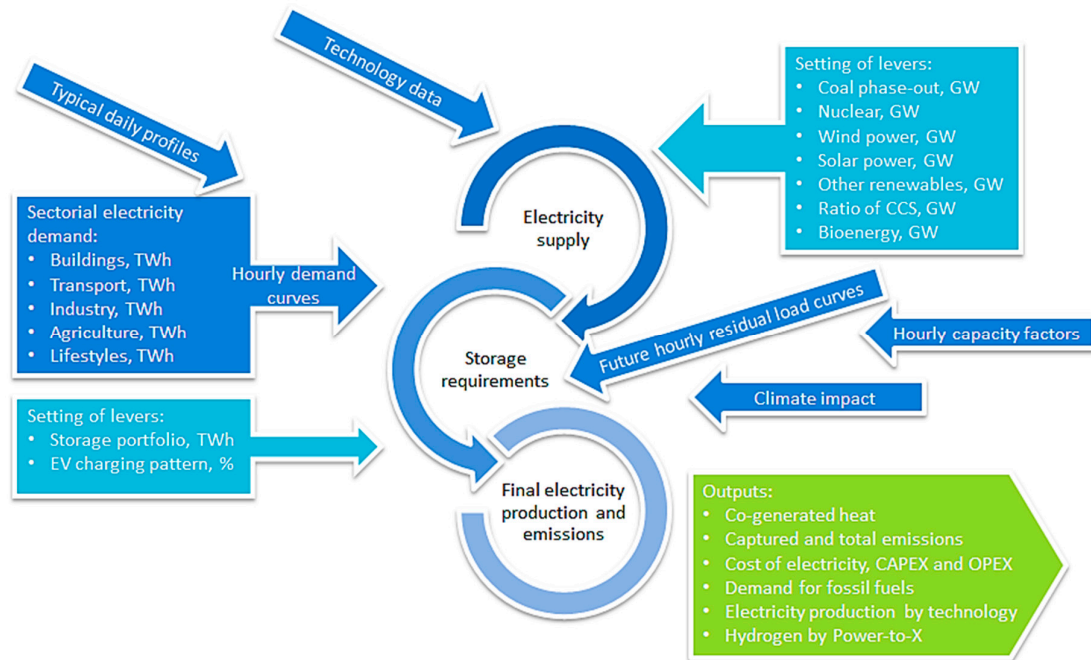 Technology data
Typical daily profiles
Setting of levers:
• Coal phase-out, GW
• Nuclear, GW
• Wind power, GW
• Solar power, GW
• Other renewables, GW
• Ratio of CCS, GW
• Bioenergy, GW
Sectorial electricity
demand:
• Buildings, TWh
• Transport, TWh
• Industry, TWh
• Agriculture, TWh
• Lifestyles, TWh
Hourly demand
curves
Electricity
supply
Storage
requirements
Future hourly residual load curves
Hourly capacity factors
Climate impact
Setting of levers:
• Storage portfolio, TWh
• EV charging pattern, %
Final electricity
production and
emissions
Outputs:
• Co-generated heat
• Captured and total emissions
• Cost of electricity, CAPEX and OPEX
• Demand for fossil fuels
• Electricity production by technology
• Hydrogen by Power-to-X